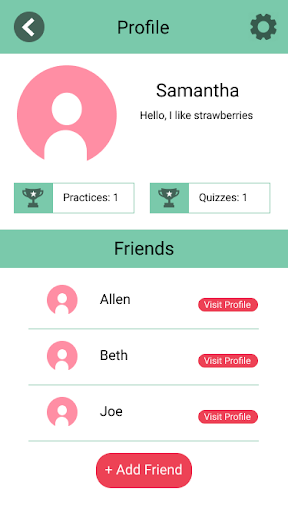 Profile
Samantha
Hello, I like strawberries
Practices: 1
Quizzes: 1
Friends
Allen
Visit Profile
Beth
Visit Profile
Joe
Visit Profile
+ Add Friend